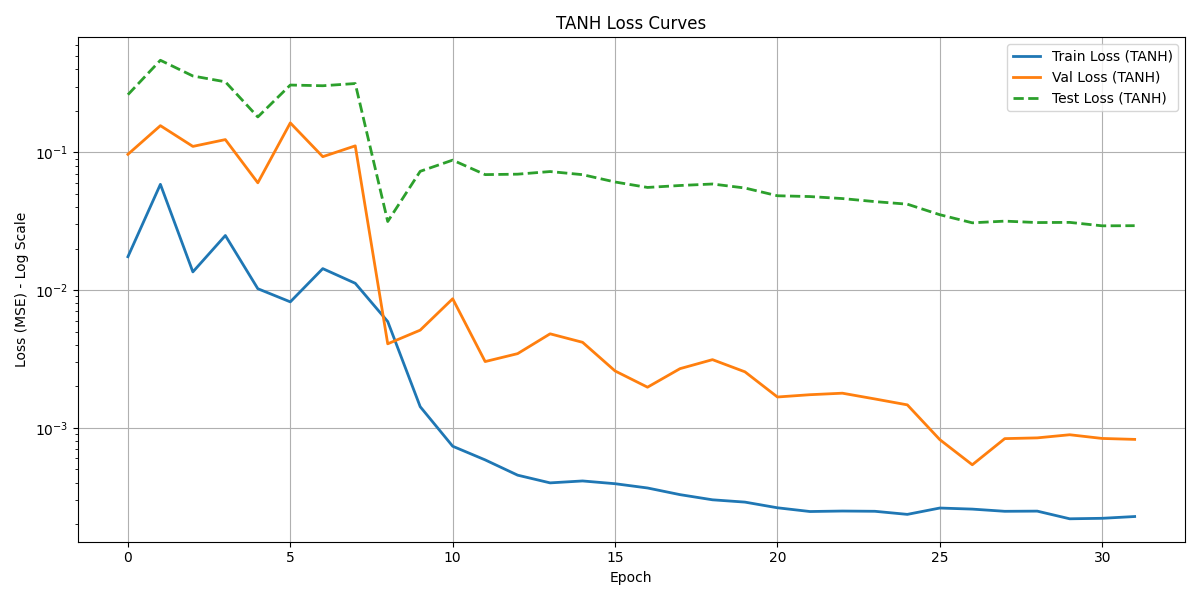 TANH Loss Curves
Train Loss (TANH)
Val Loss (TANH)
Test Loss (TANH)
Loss (MSE) - Log Scale
10⁻¹
10⁻²
10⁻³
0 5 10 15 20 25 30
Epoch